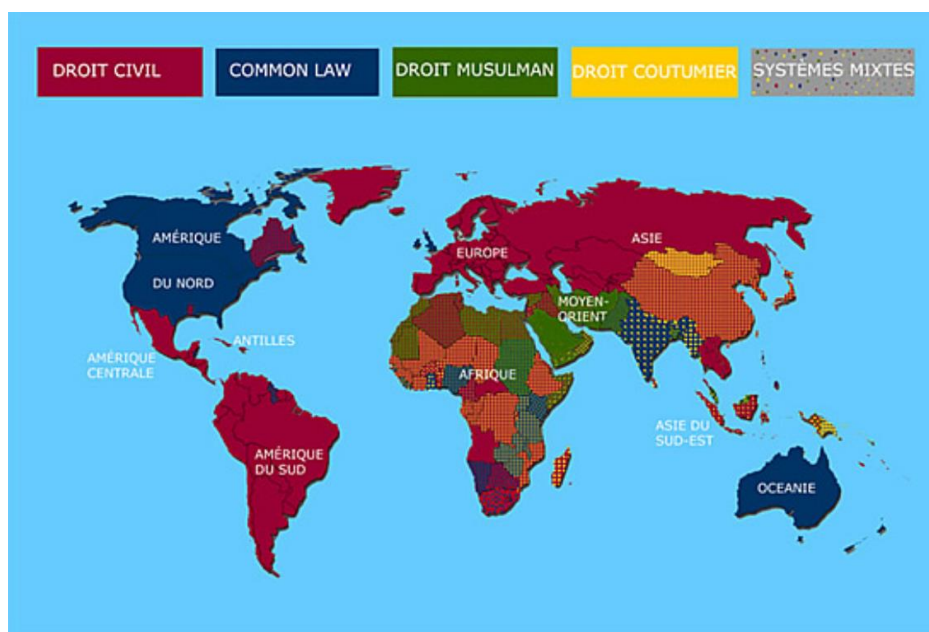 DROIT CIVIL
COMMON LAW
DROIT MUSULMAN
DROIT COUTUMIER
SYSTÈMES MIXTES
AMÉRIQUE
DU NORD
EUROPE
ASIE
MOYEN-
ORIENT
ANTILLES
AMÉRIQUE
CENTRALE
AFRIQUE
AMÉRIQUE
DU SUD
ASIE DU
SUD-EST
OCEANIE